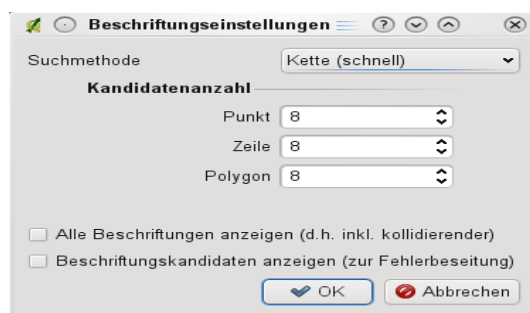 Beschriftungseinstellungen
Suchmethode Kette (schnell)
Kandidatenanzahl
Punkt 8
Zeile 8
Polygon 8
Alle Beschriftungen anzeigen (d.h. inkl. kollidierender)
Beschriftungskandidaten anzeigen (zur Fehlerbeseitung)
OK Abbrechen